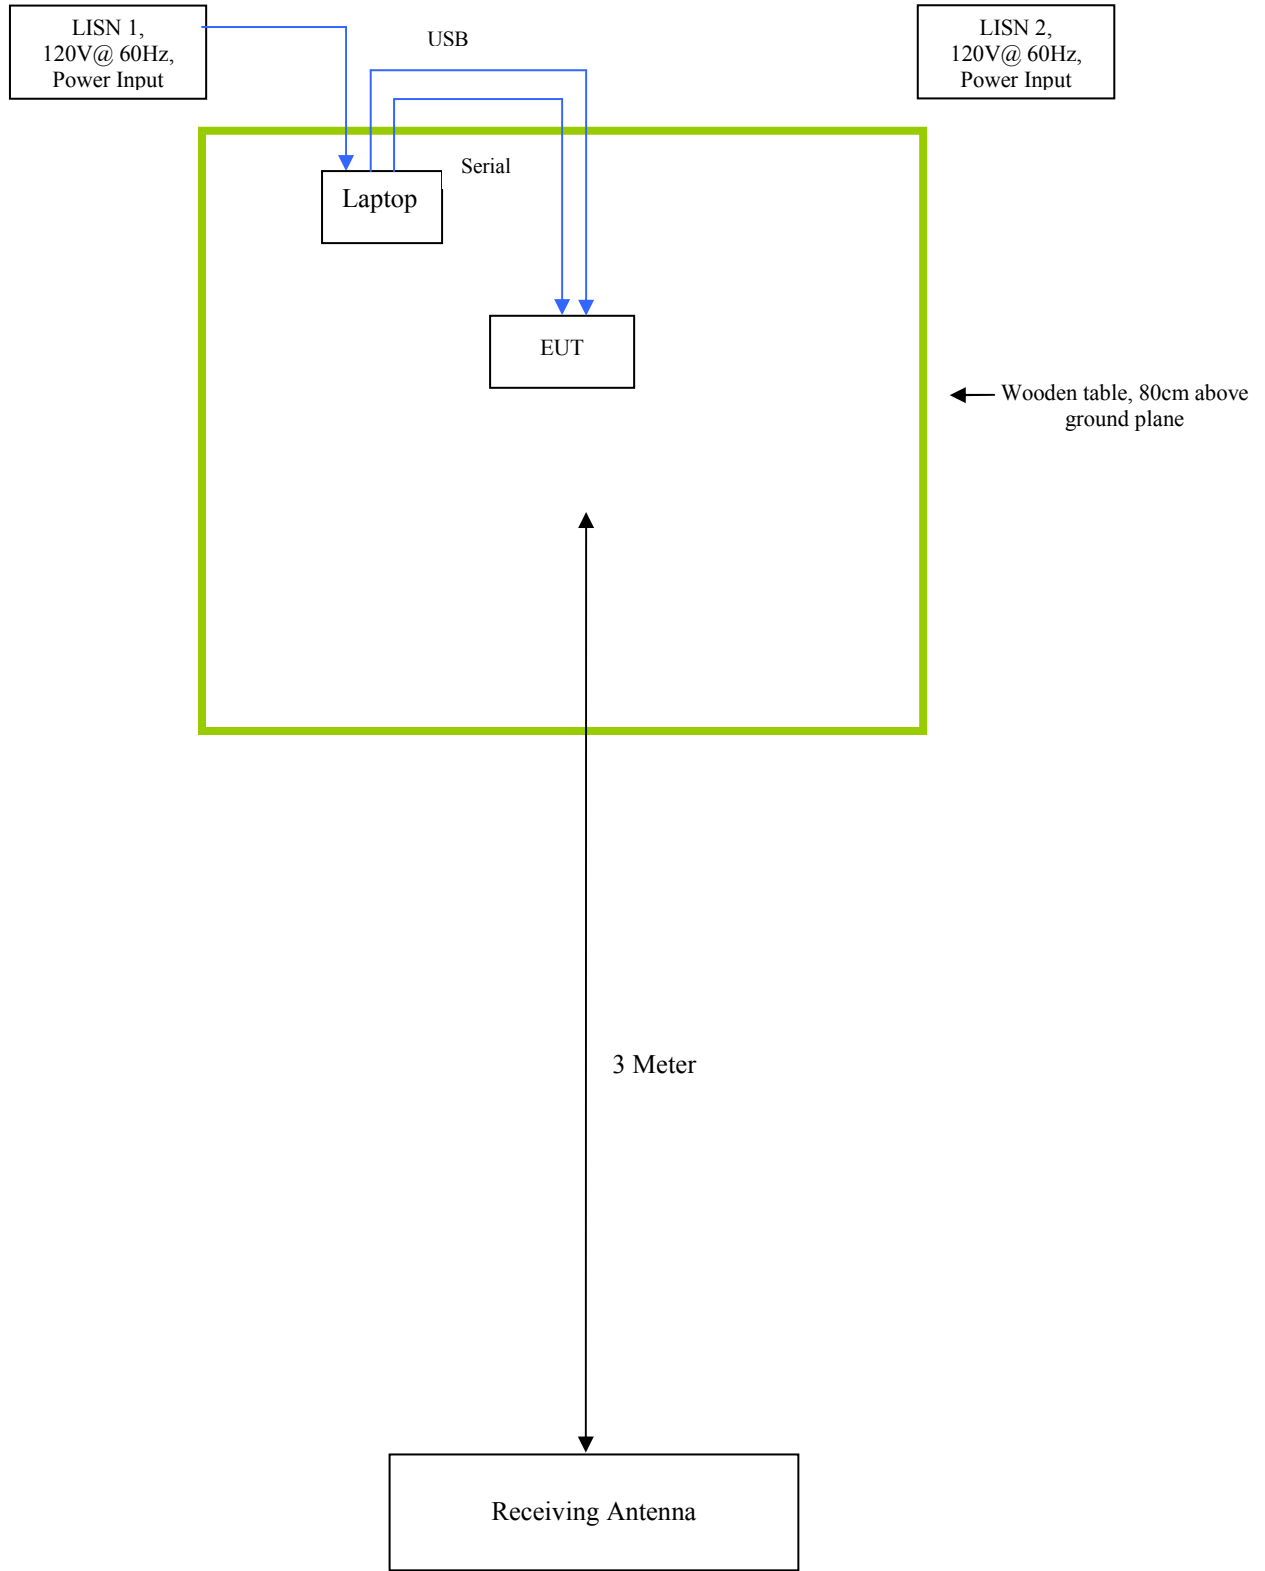 LISN 1,
120V@ 60Hz,
Power Input
USB
LISN 2,
120V@ 60Hz,
Power Input
Serial
Laptop
EUT
Wooden table, 80cm above
ground plane
3 Meter
Receiving Antenna